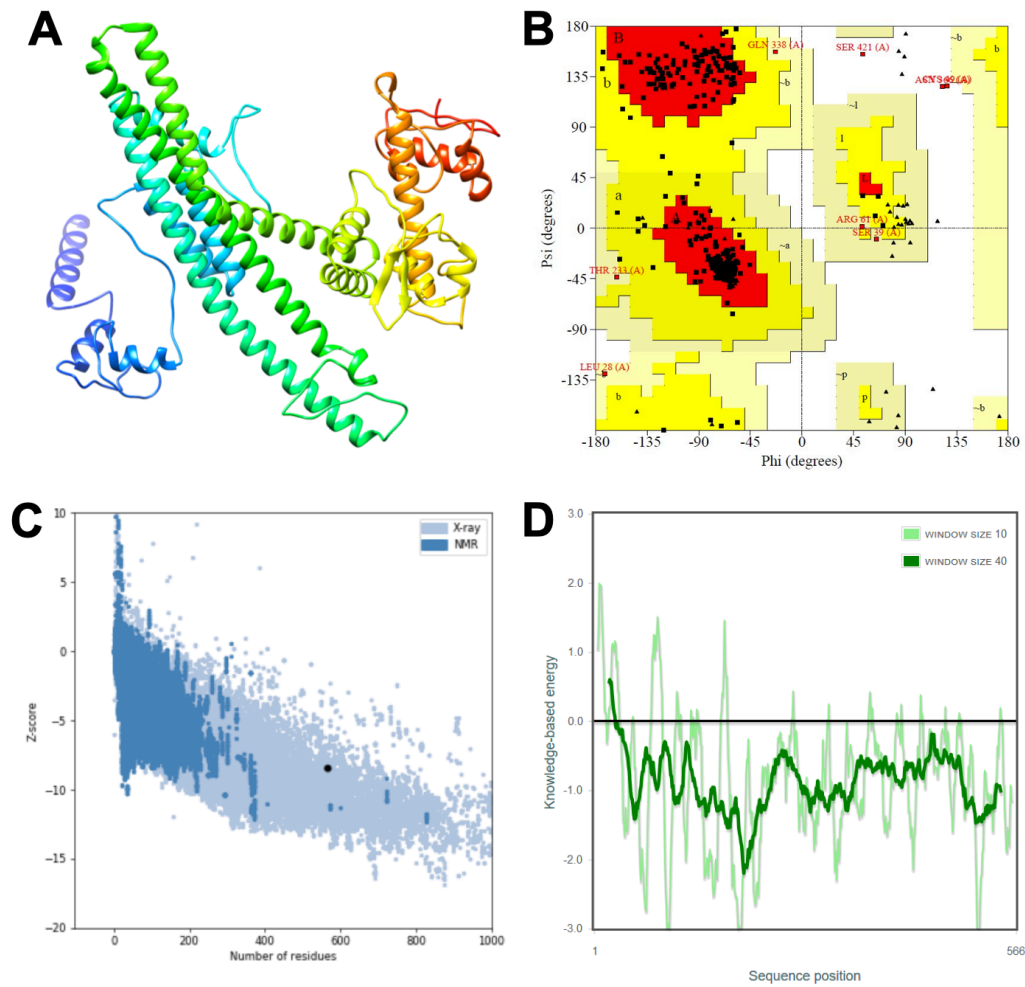 A
B
180
135
90
45
0
-45
-90
-135
-180
-180
-135
-90
-45
0
45
90
135
180
Psi (degrees)
Phi (degrees)
B
GLN 338 (A)
SER 421 (A)
~b
b
b
~b
~l
l
L
a
A
ARG 61 (A)
SER 39 (A)
~a
THR 233 (A)
LEU 28 (A)
~b
b
~p
p
~b
C
10
5
0
−5
−10
−15
−20
0
200
400
600
800
1000
Z-score
Number of residues
X-ray
NMR
D
3.0
2.0
1.0
0.0
-1.0
-2.0
-3.0
1
566
Knowledge-based energy
Sequence position
WINDOW SIZE 10
WINDOW SIZE 40